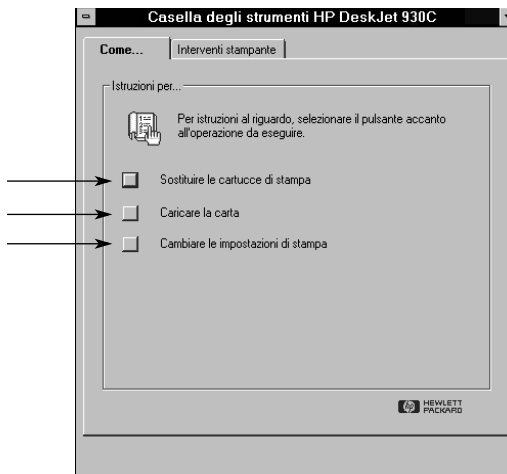 Casella degli strumenti HP DeskJet 930C
Come... Interventi stampante
Istruzioni per...
Per istruzioni al riguardo, selezionare il pulsante accanto
all'operazione da eseguire.
Sostituire le cartucce di stampa
Caricare la carta
Cambiare le impostazioni di stampa
hp HEWLETT
PACKARD